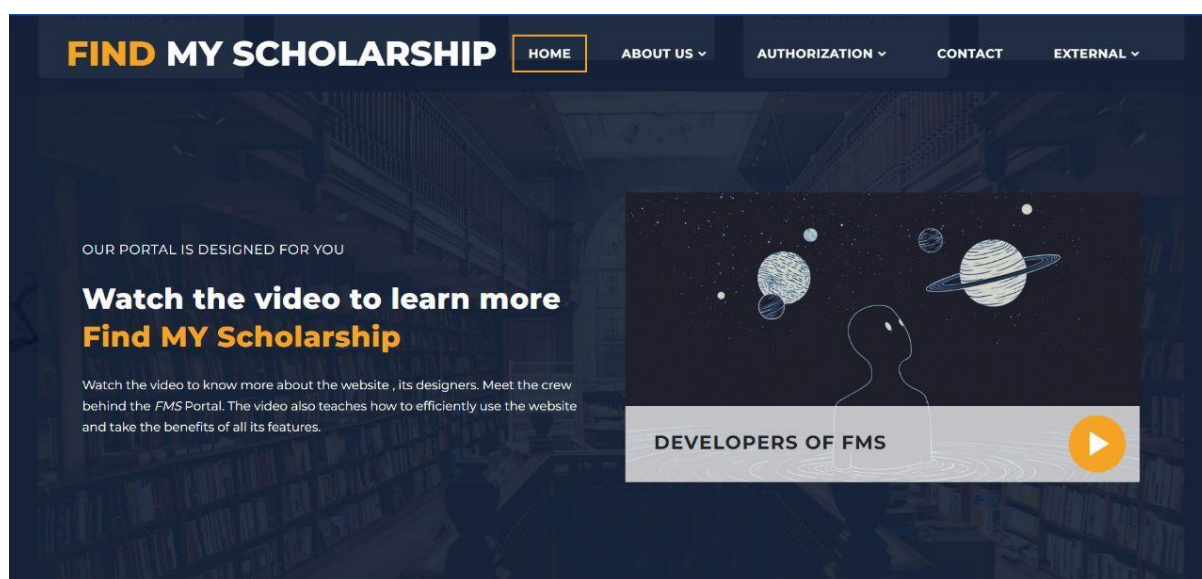 FIND MY SCHOLARSHIP HOME ABOUT US AUTHORIZATION CONTACT EXTERNAL
OUR PORTAL IS DESIGNED FOR YOU
Watch the video to learn more
Find MY Scholarship
Watch the video to know more about the website , its designers. Meet the crew
behind the FMS Portal. The video also teaches how to efficiently use the website
and take the benefits of all its features.
DEVELOPERS OF FMS